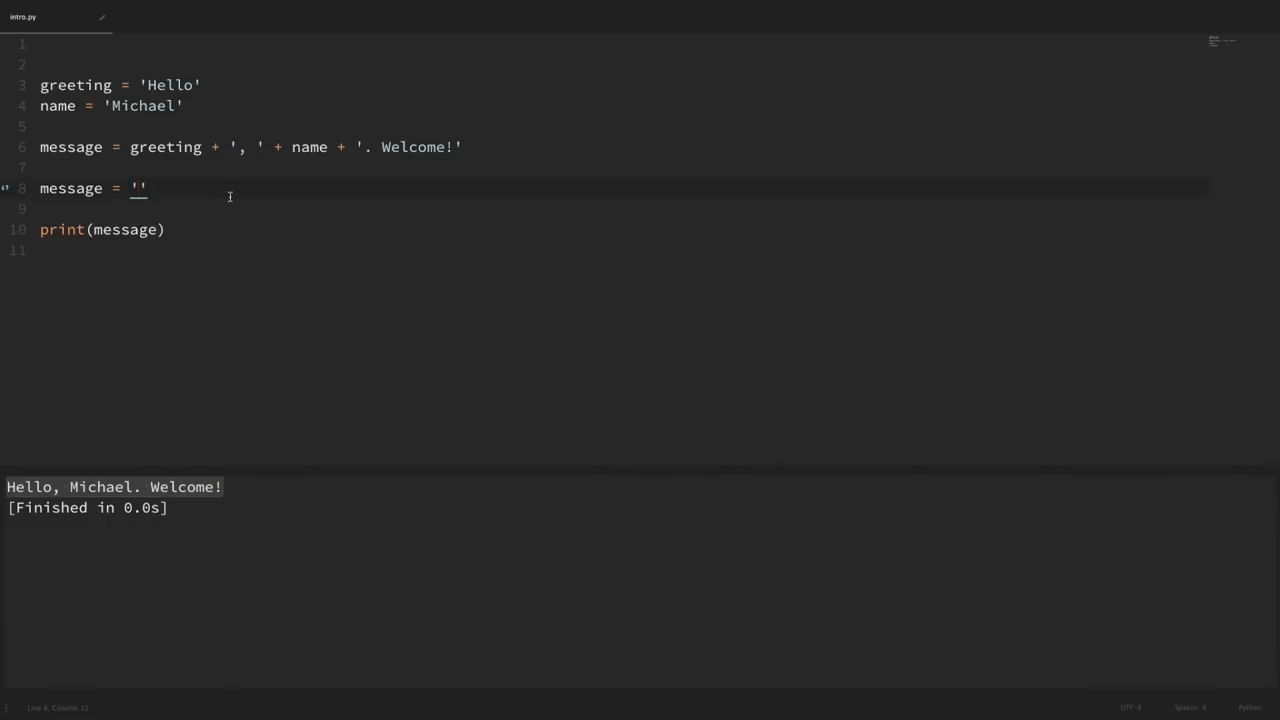 intro.py
1
2
3 greeting = 'Hello'
4 name = 'Michael'
5
6 message = greeting + ', ' + name + '. Welcome!'
7
8 message = ''
9
10 print(message)
11
Hello, Michael. Welcome!
[Finished in 0.0s]
Line 8, Column 12 UTF-8 Spaces: 4 Python